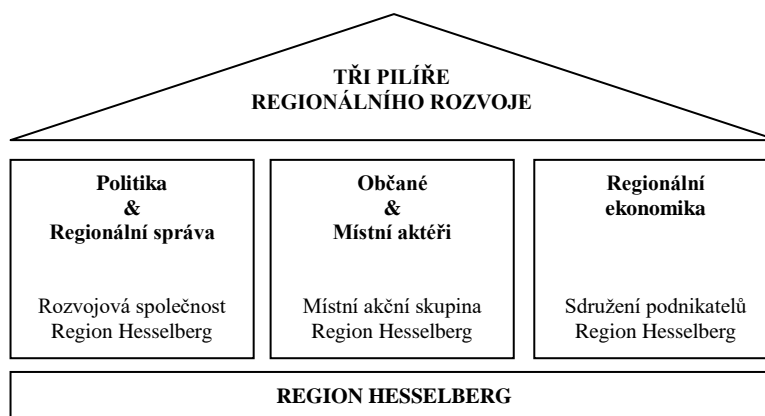 TŘI PILÍŘE
REGIONÁLNÍHO ROZVOJE
Politika
&
Regionální správa
Rozvojová společnost
Region Hesselberg
Občané
&
Místní aktéři
Místní akční skupina
Region Hesselberg
Regionální
ekonomika
Sdružení podnikatelů
Region Hesselberg
REGION HESSELBERG